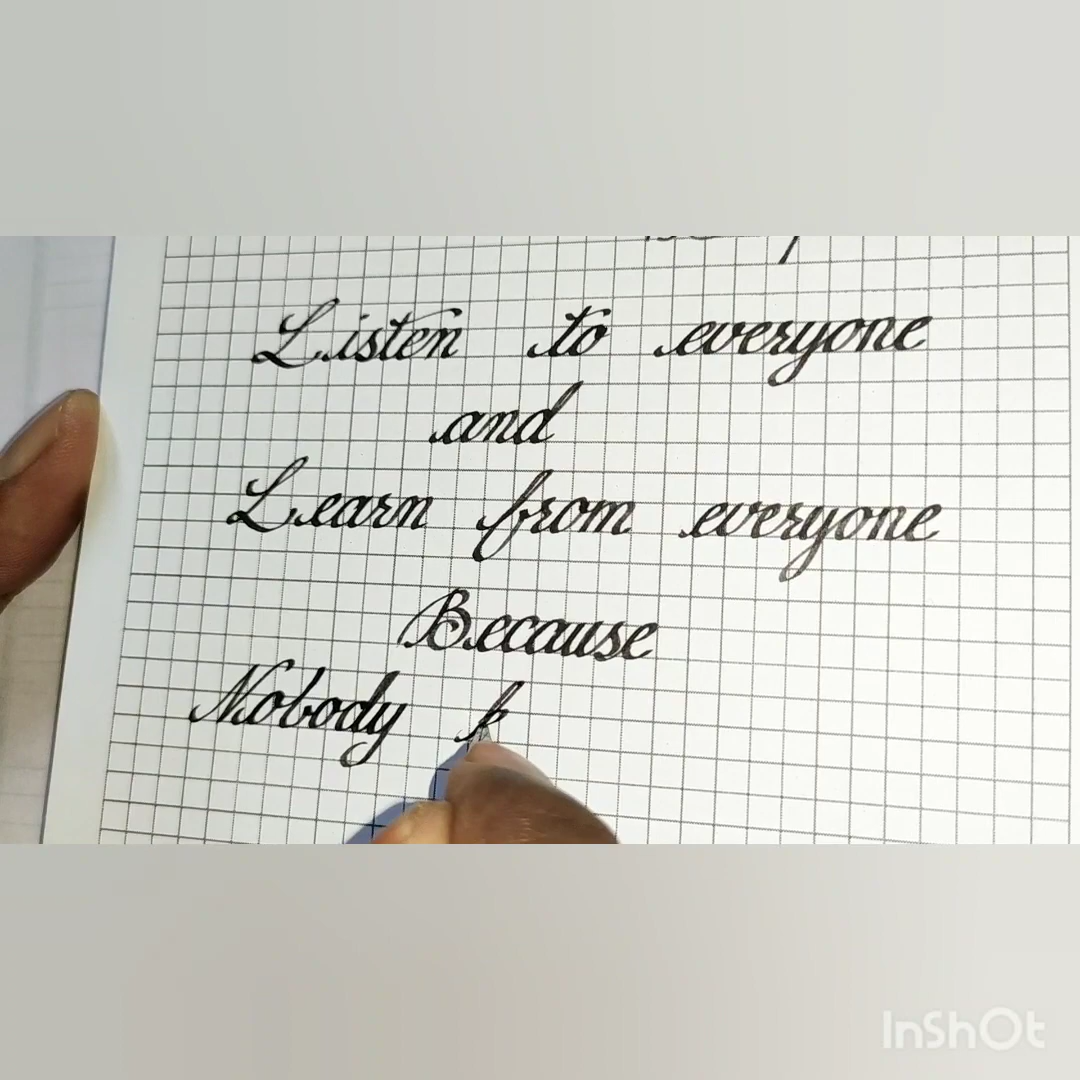 Listen to everyone
and
Learn from everyone
Because
Nobody k
InShOt